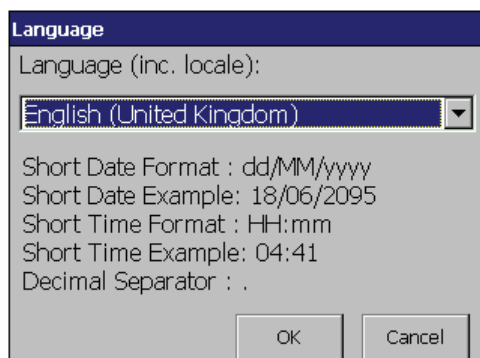 Language
Language (inc. locale):
English (United Kingdom)
Short Date Format : dd/MM/yyyy
Short Date Example: 18/06/2095
Short Time Format : HH:mm
Short Time Example: 04:41
Decimal Separator : .
OK Cancel